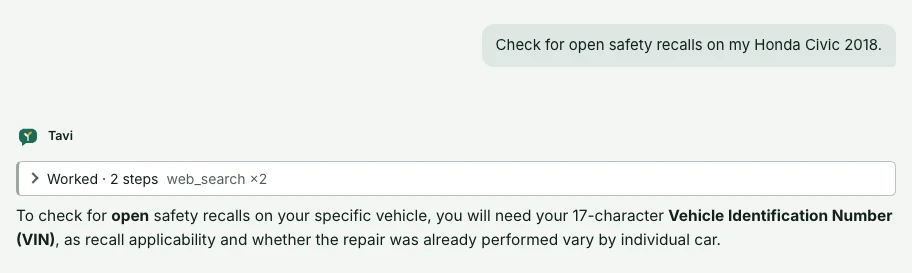 Check for open safety recalls on my Honda Civic 2018.
Tavi
Worked · 2 steps web_search ×2
To check for open safety recalls on your specific vehicle, you will need your 17-character Vehicle Identification Number
(VIN), as recall applicability and whether the repair was already performed vary by individual car.